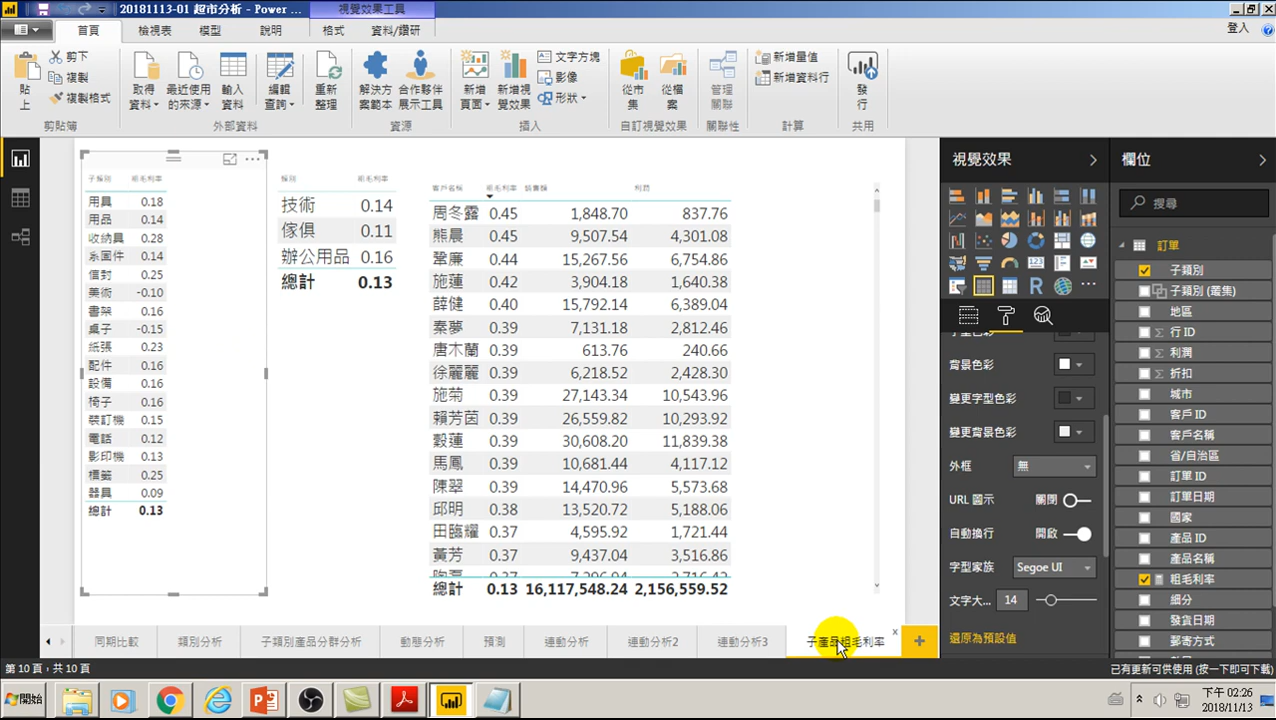 20181113-01 超市分析 - Power ...
視覺效果工具
首頁
檢視表
模型
說明
格式
資料/鑽研
登入
貼上
剪下
複製
複製格式
剪貼簿
取得資料
最近使用的來源
輸入資料
編輯查詢
重新整理
外部資料
解決方案範本
合作夥伴展示工具
資源
新增頁面
新增視覺效果
文字方塊
影像
形狀
插入
從市集
從檔案
自訂視覺效果
管理關聯
關聯性
新增量值
新增資料行
計算
發行
共用
子類別 粗毛利率
用具 0.18
用品 0.14
收納具 0.28
系固件 0.14
信封 0.25
美術 -0.10
書架 0.16
桌子 -0.15
紙張 0.23
配件 0.16
設備 0.16
椅子 0.16
裝訂機 0.15
電話 0.12
影印機 0.13
標籤 0.25
器具 0.09
總計 0.13
類別 粗毛利率
技術 0.14
傢俱 0.11
辦公用品 0.16
總計 0.13
客戶名稱 粗毛利率 銷售額 利潤
周冬露 0.45 1,848.70 837.76
熊晨 0.45 9,507.54 4,301.08
鞏廉 0.44 15,267.56 6,754.86
施蓮 0.42 3,904.18 1,640.38
薛健 0.40 15,792.14 6,389.04
秦夢 0.39 7,131.18 2,812.46
唐木蘭 0.39 613.76 240.66
徐麗麗 0.39 6,218.52 2,428.30
施菊 0.39 27,143.34 10,543.96
賴芳茵 0.39 26,559.82 10,293.92
穀蓮 0.39 30,608.20 11,839.38
馬鳳 0.39 10,681.44 4,117.12
陳翠 0.39 14,470.96 5,573.68
邱明 0.38 13,520.72 5,188.06
田臨耀 0.37 4,595.92 1,721.44
黃芳 0.37 9,437.04 3,516.86
總計 0.13 16,117,548.24 2,156,559.52
視覺效果
背景色彩
變更字型色彩
變更背景色彩
外框 無
URL 圖示 關閉
自動換行 開啟
字型家族 Segoe UI
文字大... 14
還原為預設值
欄位
搜尋
訂單
子類別
子類別 (叢集)
地區
行 ID
利潤
折扣
城市
客戶 ID
客戶名稱
省/自治區
訂單 ID
訂單日期
國家
產品 ID
產品名稱
粗毛利率
細分
發貨日期
郵寄方式
同期比較
類別分析
子類別產品分群分析
動態分析
預測
連動分析
連動分析2
連動分析3
子產品粗毛利率
第 10 頁，共 10 頁
已有更新可供使用 (按一下即可下載)
開始
下午 02:26
2018/11/13